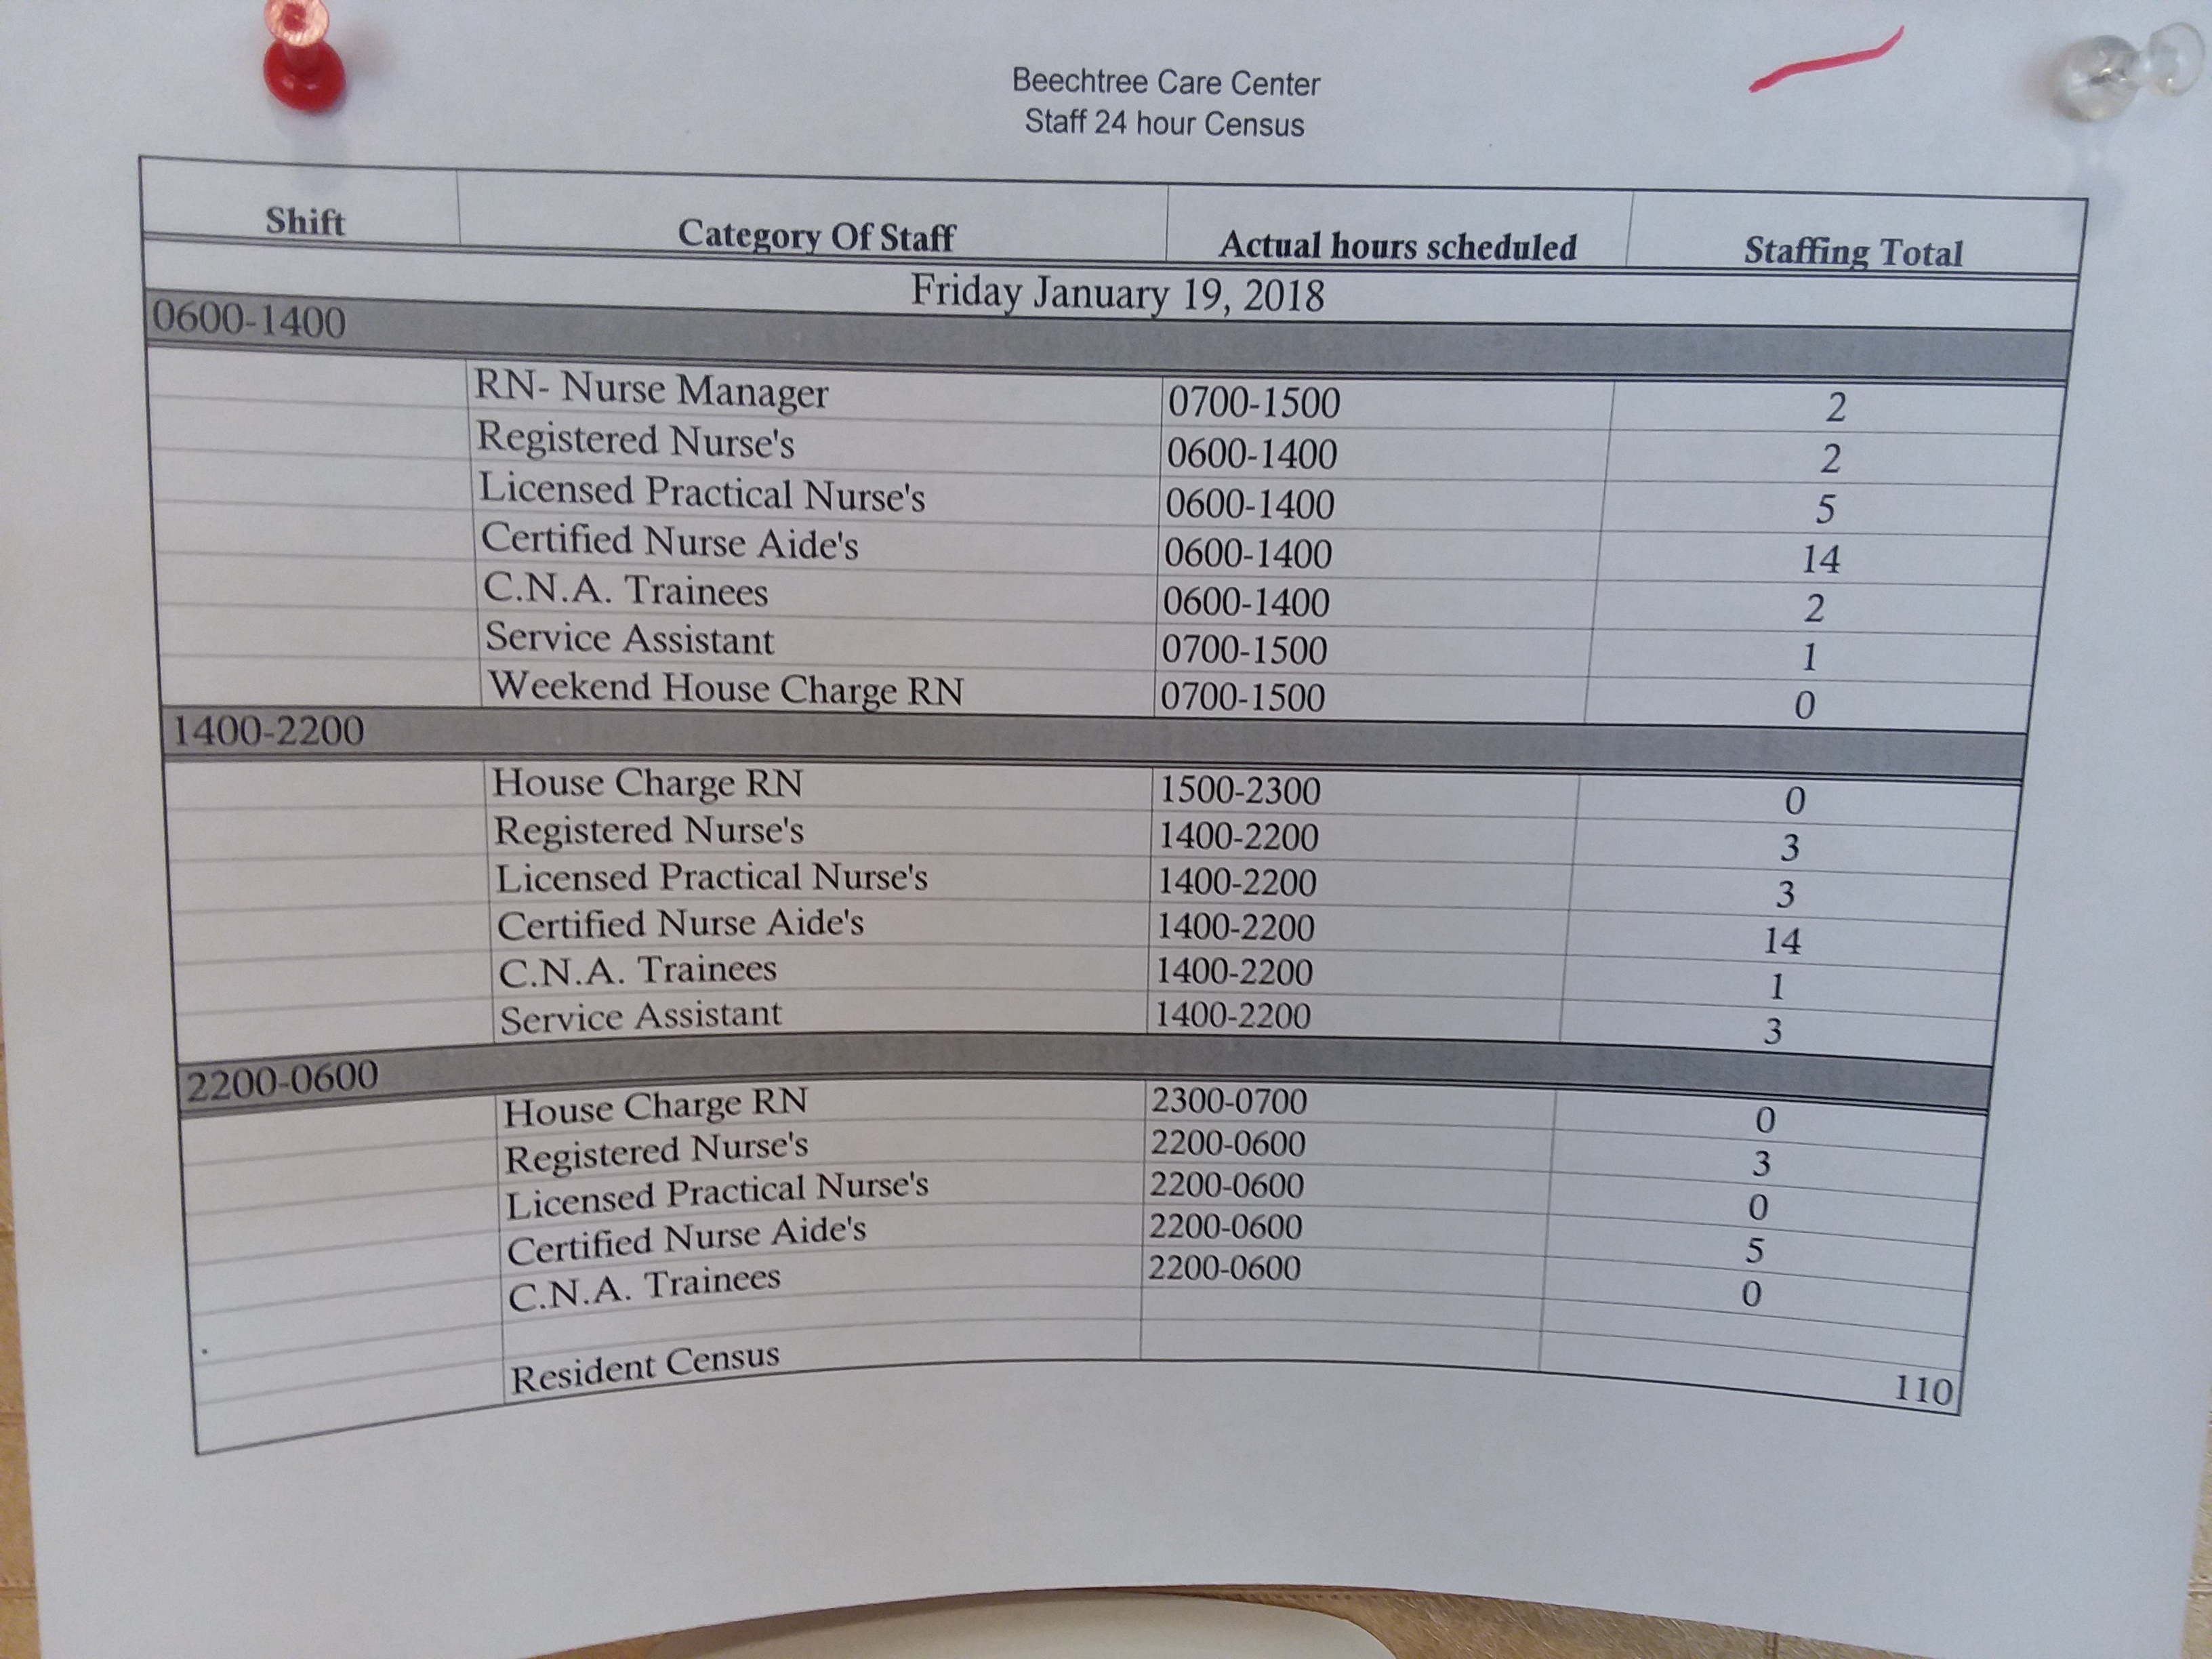 Beechtree Care Center
Staff 24 hour Census
Shift Category Of Staff Actual hours scheduled Staffing Total
Friday January 19, 2018
0600-1400
RN- Nurse Manager 0700-1500 2
Registered Nurse's 0600-1400 2
Licensed Practical Nurse's 0600-1400 5
Certified Nurse Aide's 0600-1400 14
C.N.A. Trainees 0600-1400 2
Service Assistant 0700-1500 1
Weekend House Charge RN 0700-1500 0
1400-2200
House Charge RN 1500-2300 0
Registered Nurse's 1400-2200 3
Licensed Practical Nurse's 1400-2200 3
Certified Nurse Aide's 1400-2200 14
C.N.A. Trainees 1400-2200 1
Service Assistant 1400-2200 3
2200-0600
House Charge RN 2300-0700 0
Registered Nurse's 2200-0600 3
Licensed Practical Nurse's 2200-0600 0
Certified Nurse Aide's 2200-0600 5
C.N.A. Trainees 2200-0600 0
Resident Census 110